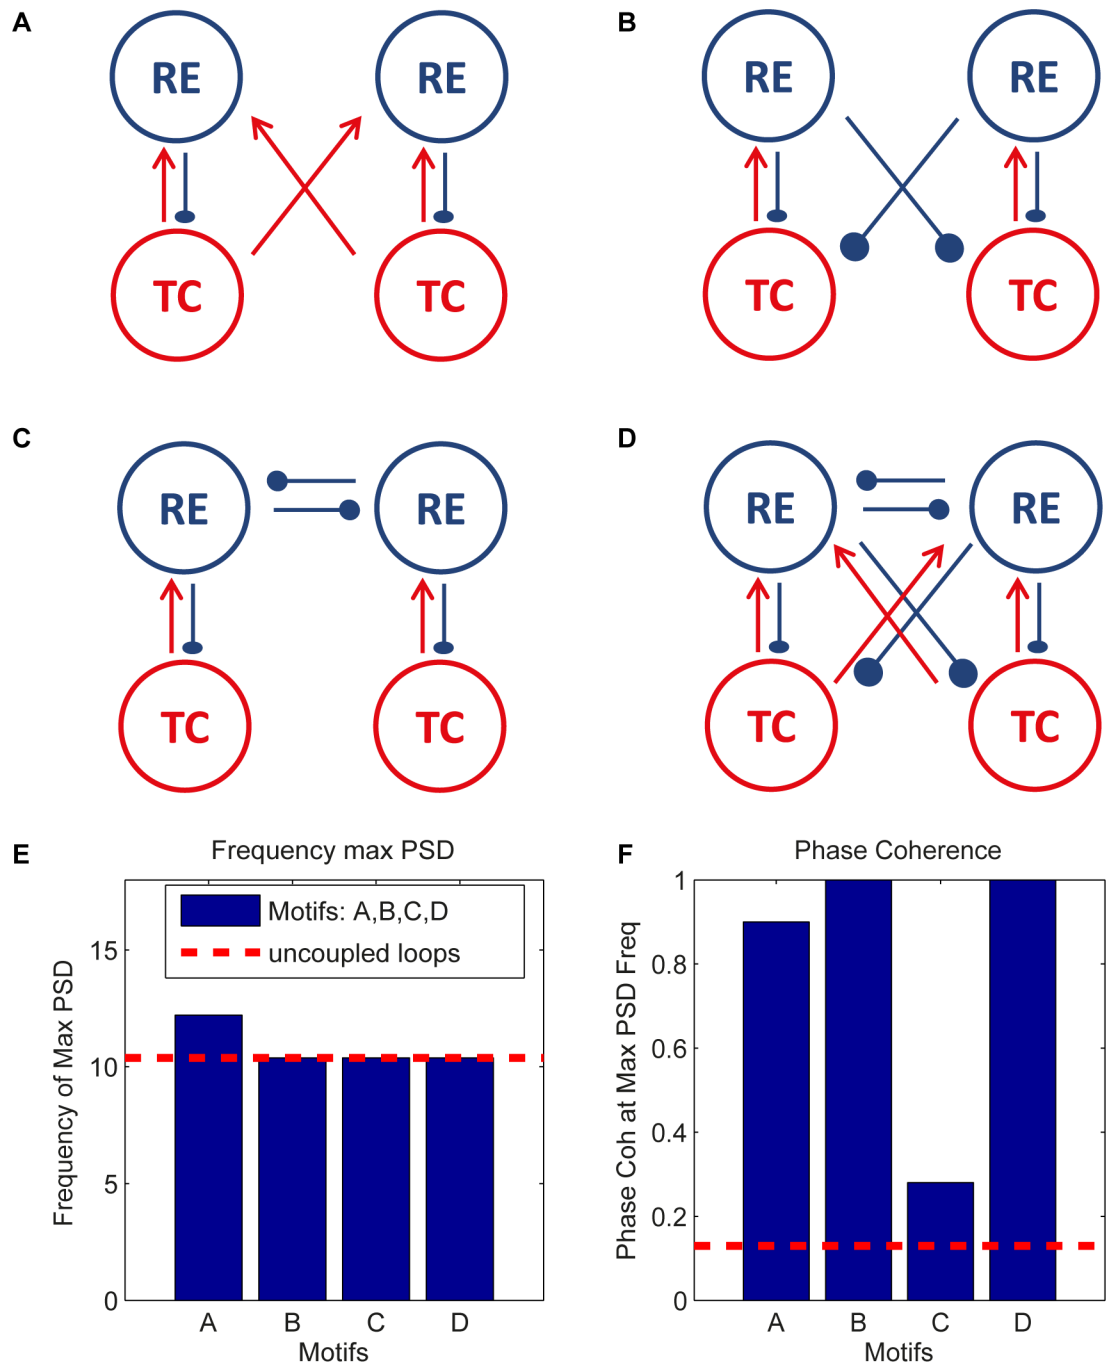 A
B
RE
RE
RE
RE
TC
TC
TC
TC
C
D
RE
RE
RE
RE
TC
TC
TC
TC
E
Frequency max PSD
Frequency of Max PSD
15
10
5
0
Motifs: A,B,C,D
uncoupled loops
A
B
C
D
Motifs
F
Phase Coherence
Phase Coh at Max PSD Freq
1
0.8
0.6
0.4
0.2
0
A
B
C
D
Motifs